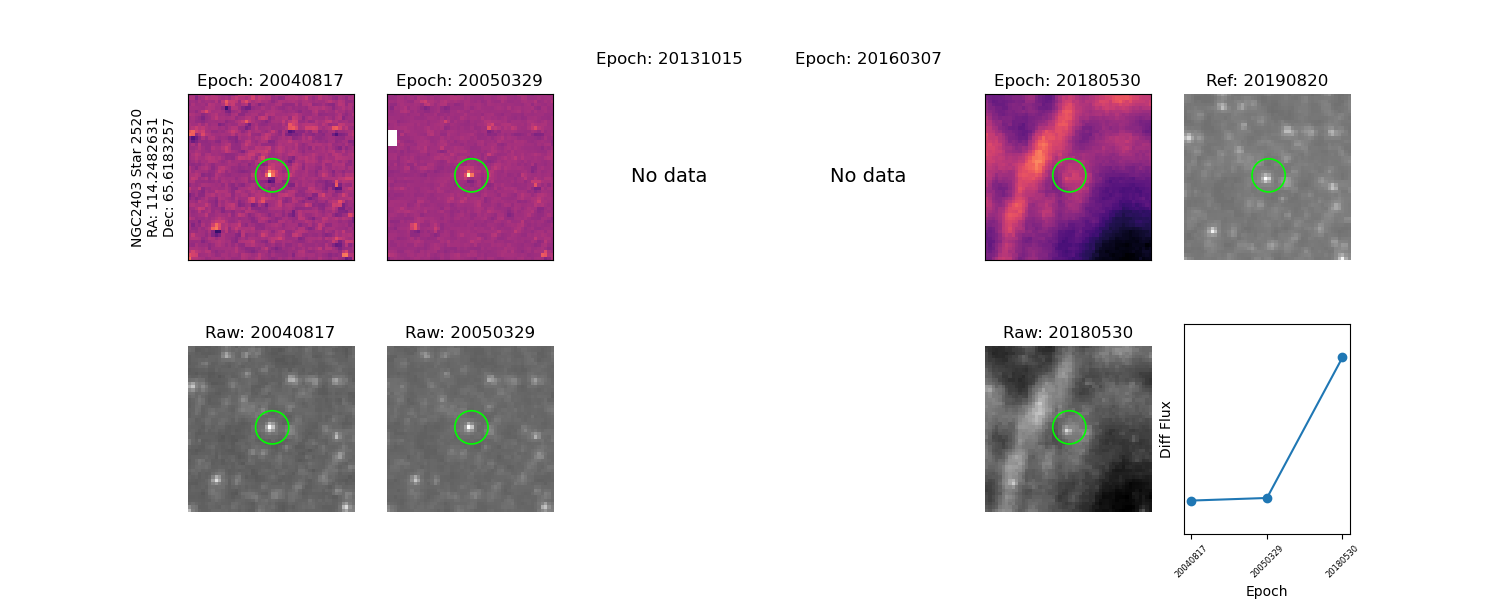 Epoch: 20040817
Epoch: 20050329
Epoch: 20131015
Epoch: 20160307
Epoch: 20180530
Ref: 20190820
NGC2403 Star 2520
RA: 114.2482631
Dec: 65.6183257
No data
No data
Raw: 20040817
Raw: 20050329
Raw: 20180530
Diff Flux
20040817
20050329
20180530
Epoch